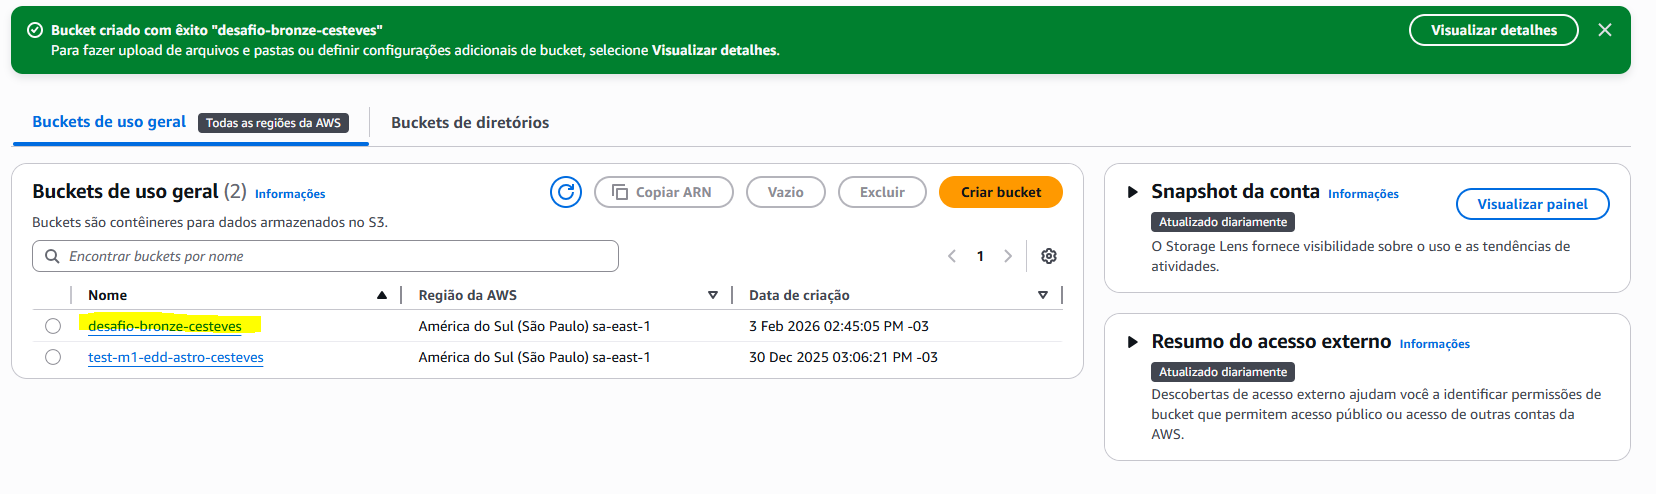 Bucket criado com êxito "desafio-bronze-cesteves"
Para fazer upload de arquivos e pastas ou definir configurações adicionais de bucket, selecione Visualizar detalhes.
Visualizar detalhes
Buckets de uso geral
Todas as regiões da AWS
Buckets de diretórios
Buckets de uso geral (2) Informações
Copiar ARN
Vazio
Excluir
Criar bucket
Buckets são contêineres para dados armazenados no S3.
Encontrar buckets por nome
1
Nome Região da AWS Data de criação
desafio-bronze-cesteves América do Sul (São Paulo) sa-east-1 3 Feb 2026 02:45:05 PM -03
test-m1-edd-astro-cesteves América do Sul (São Paulo) sa-east-1 30 Dec 2025 03:06:21 PM -03
Snapshot da conta Informações
Visualizar painel
Atualizado diariamente
O Storage Lens fornece visibilidade sobre o uso e as tendências de
atividades.
Resumo do acesso externo Informações
Atualizado diariamente
Descobertas de acesso externo ajudam você a identificar permissões de
bucket que permitem acesso público ou acesso de outras contas da
AWS.